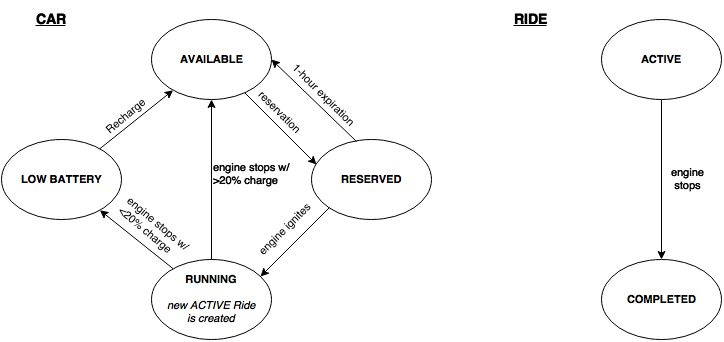 CAR
RIDE
AVAILABLE
ACTIVE
1-hour expiration
Recharge
reservation
engine stops w/
>20% charge
LOW BATTERY
RESERVED
engine
stops
engine stops w/
<20% charge
engine ignites
RUNNING
new ACTIVE Ride
is created
COMPLETED